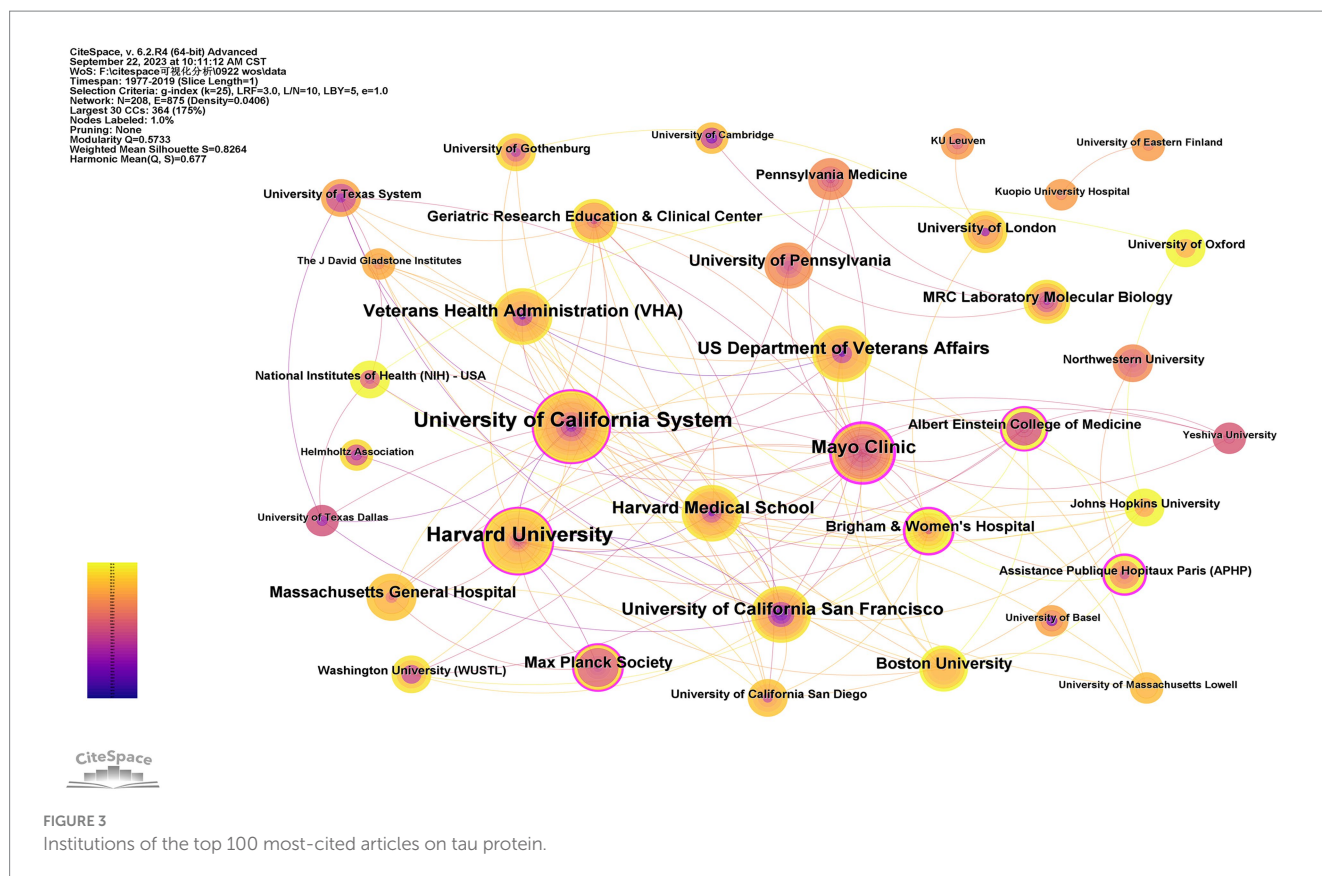 CiteSpace, v. 6.2.R4 (64-bit) Advanced
September 22, 2023 at 10:11:12 AM CST
WoS: F:\citespace可视化分析\0922 wos\data
Timespan: 1977-2019 (Slice Length=1)
Selection Criteria: g-index (k=25), LRF=3.0, L/N=10, LBY=5, e=1.0
Network: N=208, E=875 (Density=0.0406)
Largest 30 CCs: 364 (175%)
Nodes Labeled: 1.0%
Pruning: None
Modularity Q=0.5733
Weighted Mean Silhouette S=0.8264
Harmonic Mean(Q, S)=0.677
University of Cambridge
KU Leuven
University of Eastern Finland
University of Gothenburg
Pennsylvania Medicine
Kuopio University Hospital
University of Texas System
Geriatric Research Education & Clinical Center
University of London
University of Oxford
The J David Gladstone Institutes
University of Pennsylvania
MRC Laboratory Molecular Biology
Veterans Health Administration (VHA)
US Department of Veterans Affairs
Northwestern University
National Institutes of Health (NIH) - USA
University of California System
Albert Einstein College of Medicine
Yeshiva University
Mayo Clinic
Helmholtz Association
Harvard Medical School
Johns Hopkins University
University of Texas Dallas
Harvard University
Brigham & Women's Hospital
Assistance Publique Hopitaux Paris (APHP)
Massachusetts General Hospital
University of California San Francisco
University of Basel
Max Planck Society
Boston University
Washington University (WUSTL)
University of California San Diego
University of Massachusetts Lowell
CiteSpace
FIGURE 3
Institutions of the top 100 most-cited articles on tau protein.